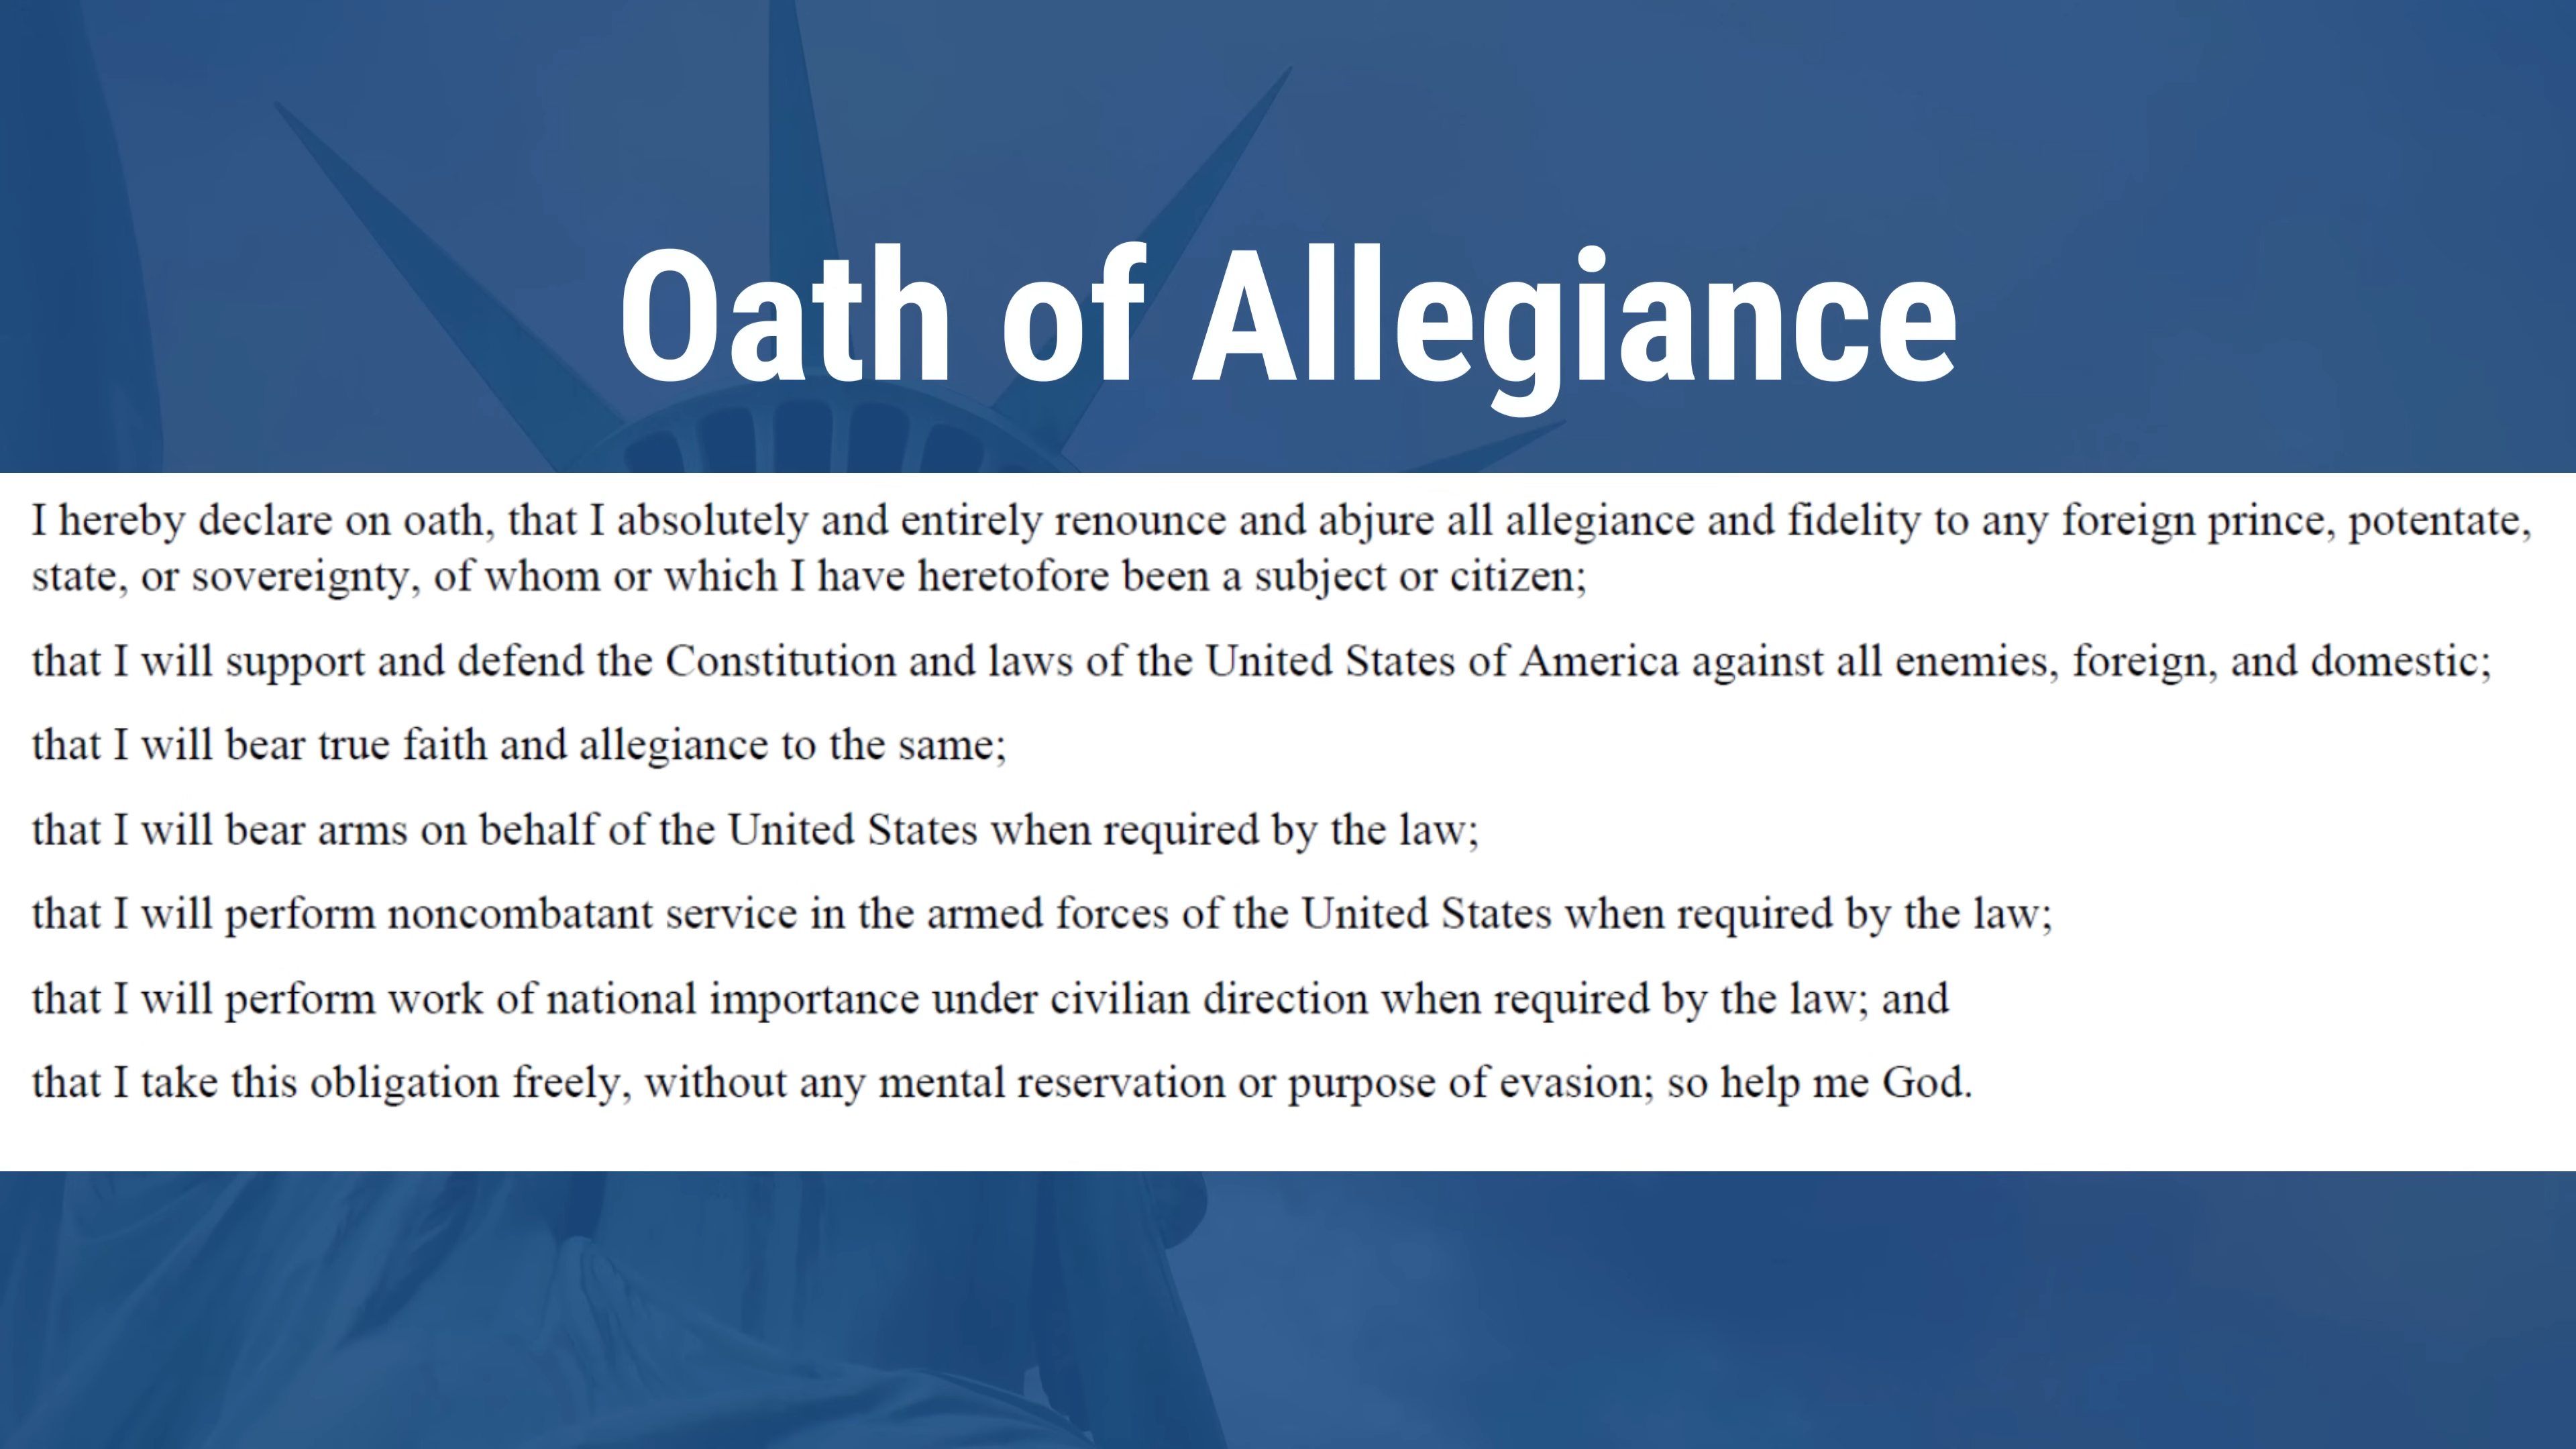 Oath of Allegiance
I hereby declare on oath, that I absolutely and entirely renounce and abjure all allegiance and fidelity to any foreign prince, potentate,
state, or sovereignty, of whom or which I have heretofore been a subject or citizen;
that I will support and defend the Constitution and laws of the United States of America against all enemies, foreign, and domestic;
that I will bear true faith and allegiance to the same;
that I will bear arms on behalf of the United States when required by the law;
that I will perform noncombatant service in the armed forces of the United States when required by the law;
that I will perform work of national importance under civilian direction when required by the law; and
that I take this obligation freely, without any mental reservation or purpose of evasion; so help me God.